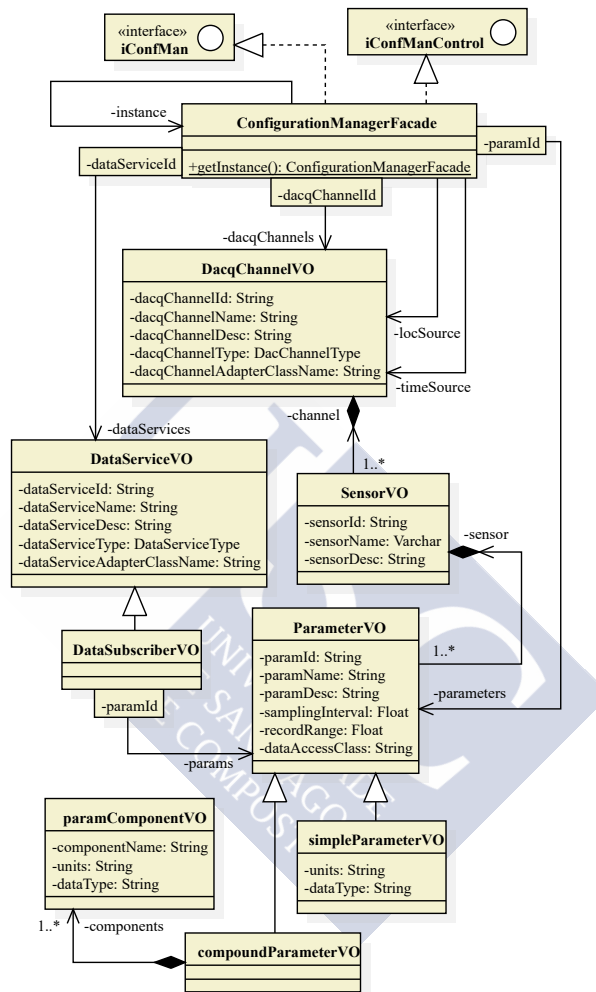 «interface»
iConfMan
«interface»
iConfManControl
-instance
ConfigurationManagerFacade
+getInstance(): ConfigurationManagerFacade
-paramId
-dataServiceId
-dacqChannelId
-dacqChannels
DacqChannelVO
-dacqChannelId: String
-dacqChannelName: String
-dacqChannelDesc: String
-dacqChannelType: DacChannelType
-dacqChannelAdapterClassName: String
-locSource
-timeSource
-channel
1..*
-dataServices
DataServiceVO
-dataServiceId: String
-dataServiceName: String
-dataServiceDesc: String
-dataServiceType: DataServiceType
-dataServiceAdapterClassName: String
SensorVO
-sensorId: String
-sensorName: Varchar
-sensorDesc: String
-sensor
1..*
DataSubscriberVO
-paramId
-params
ParameterVO
-paramId: String
-paramName: String
-paramDesc: String
-samplingInterval: Float
-recordRange: Float
-dataAccessClass: String
-parameters
paramComponentVO
-componentName: String
-units: String
-dataType: String
simpleParameterVO
-units: String
-dataType: String
1..*
-components
compoundParameterVO